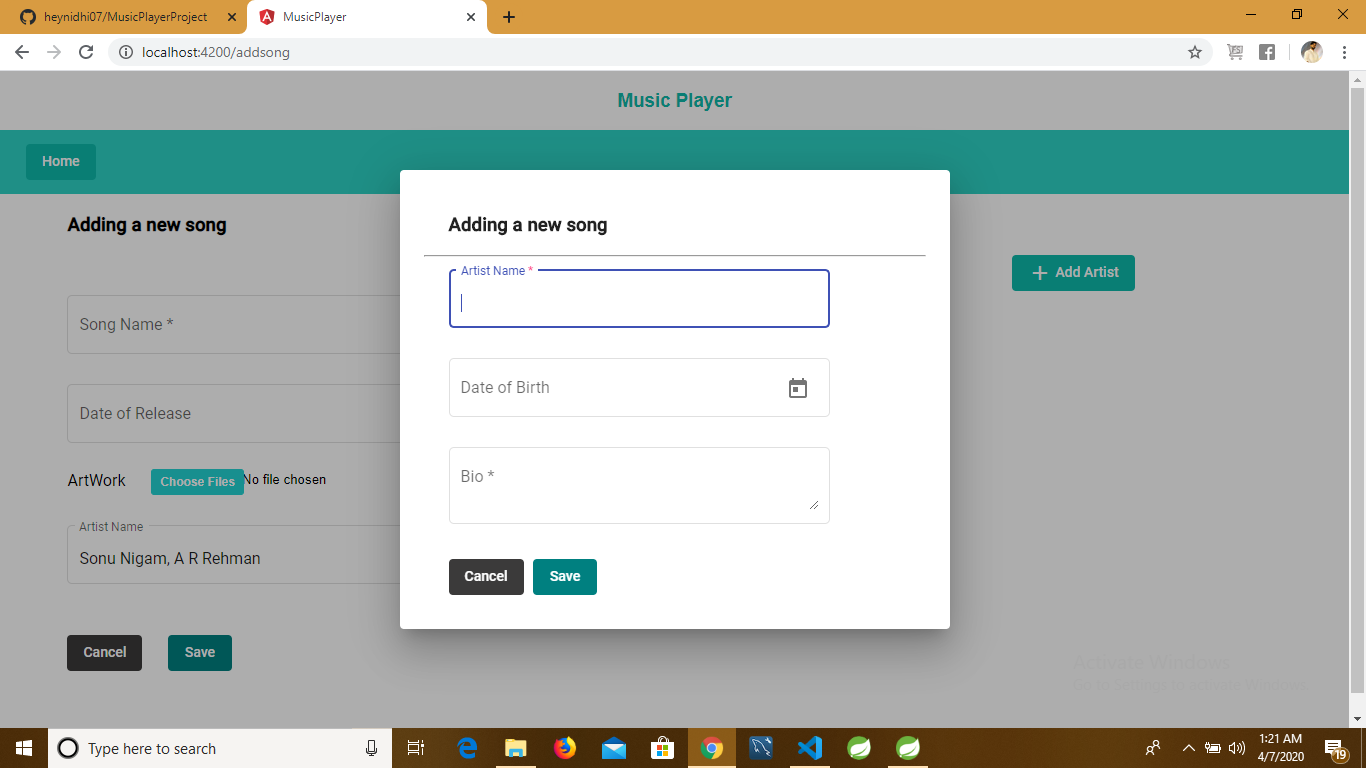 heynidhi07/MusicPlayerProject
MusicPlayer
localhost:4200/addsong
Music Player
Home
Adding a new song
Add Artist
Song Name *
Date of Release
ArtWork Choose Files No file chosen
Artist Name
Sonu Nigam, A R Rehman
Cancel Save
Adding a new song
Artist Name *
Date of Birth
Bio *
Cancel Save
Activate Windows
Type here to search
1:21 AM
4/7/2020
19